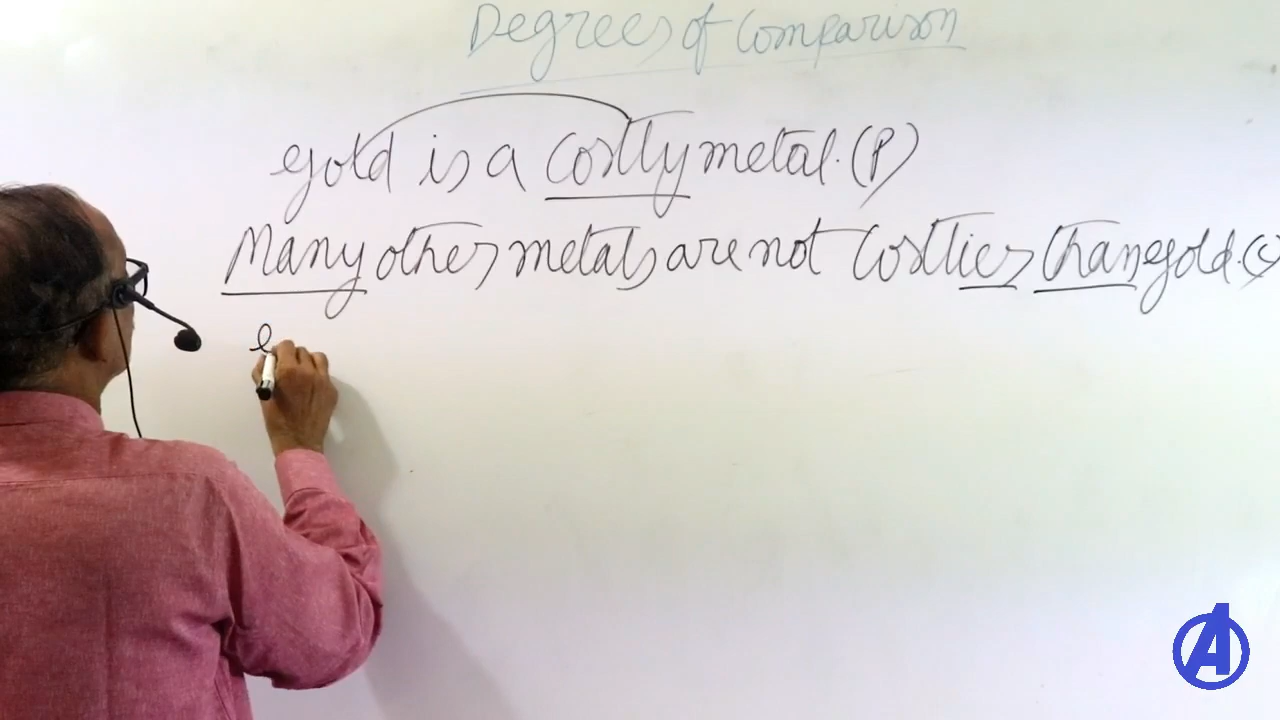 Degrees of Comparison
gold is a costly metal. (P)
Many other metals are not costlier than gold. (C)